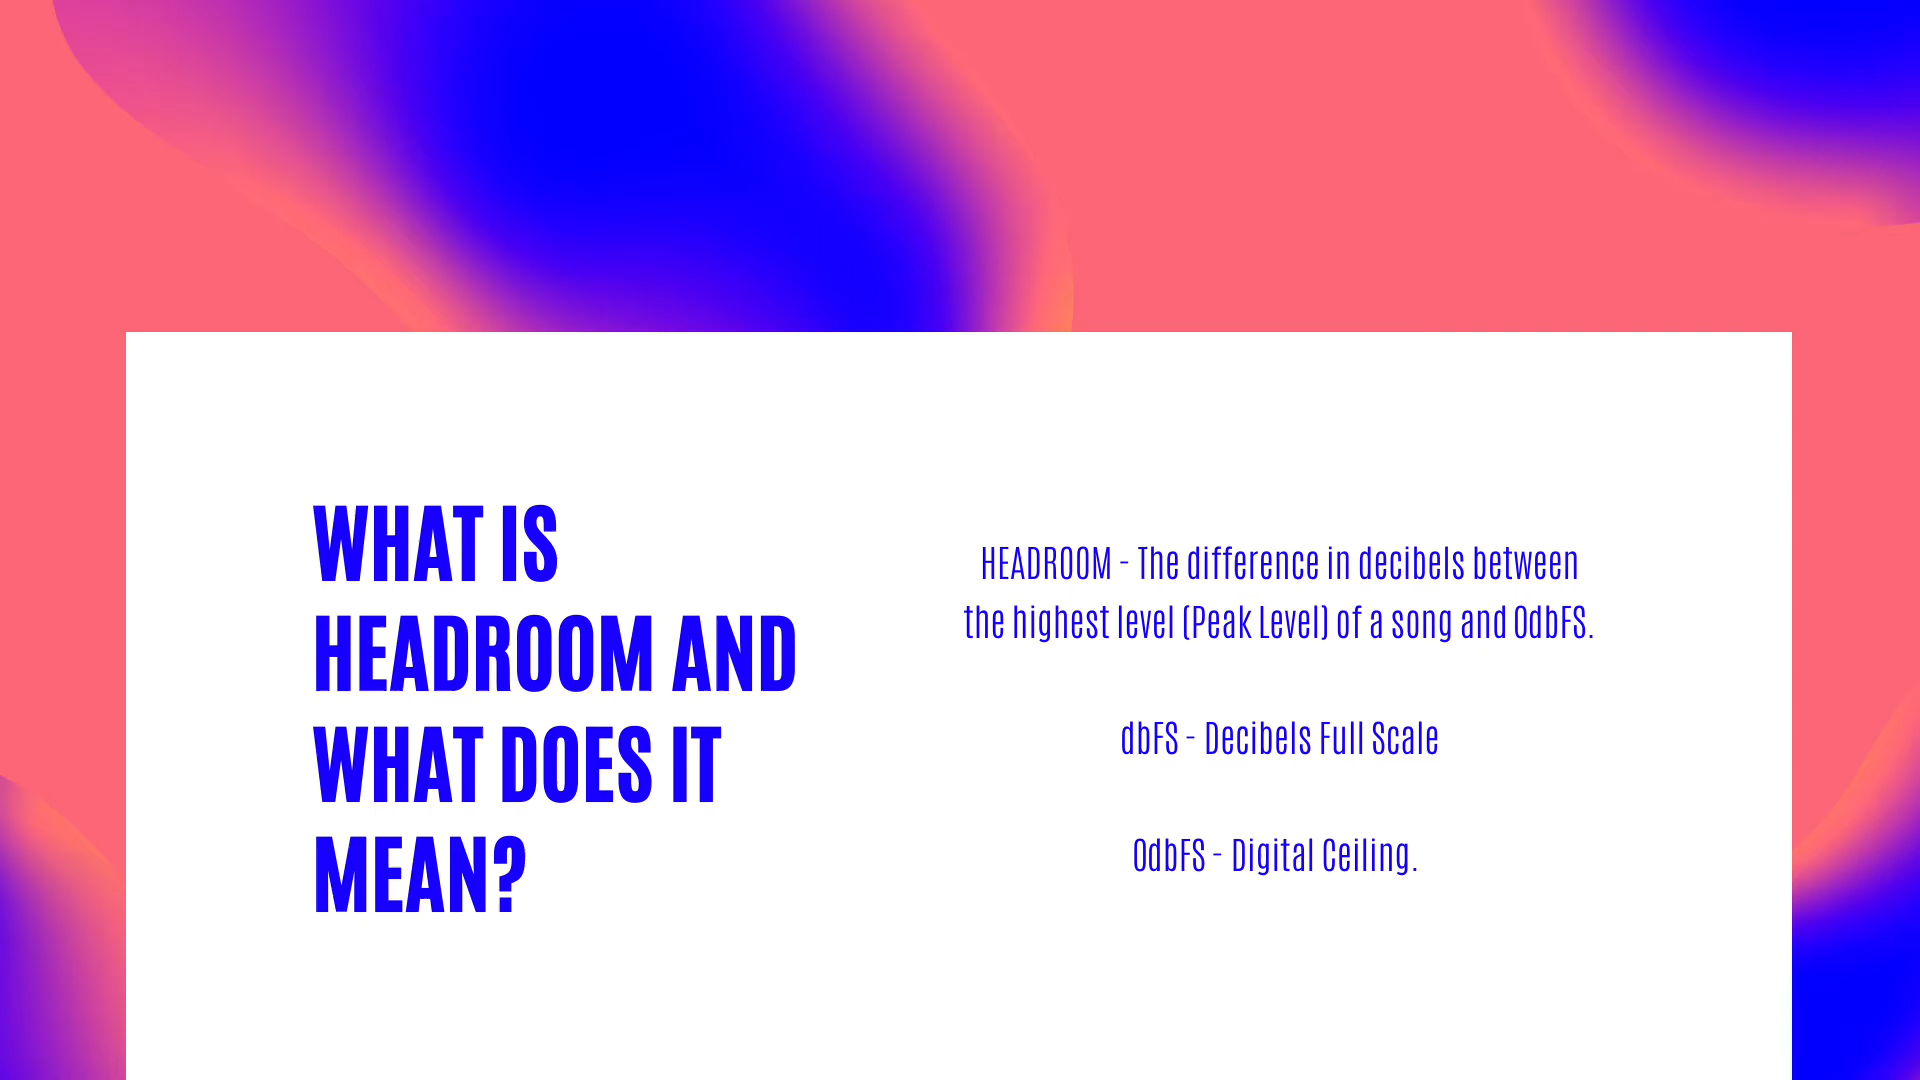 WHAT IS
HEADROOM AND
WHAT DOES IT
MEAN?
HEADROOM - The difference in decibels between
the highest level (Peak Level) of a song and 0dbFS.
dbFS - Decibels Full Scale
0dbFS - Digital Ceiling.